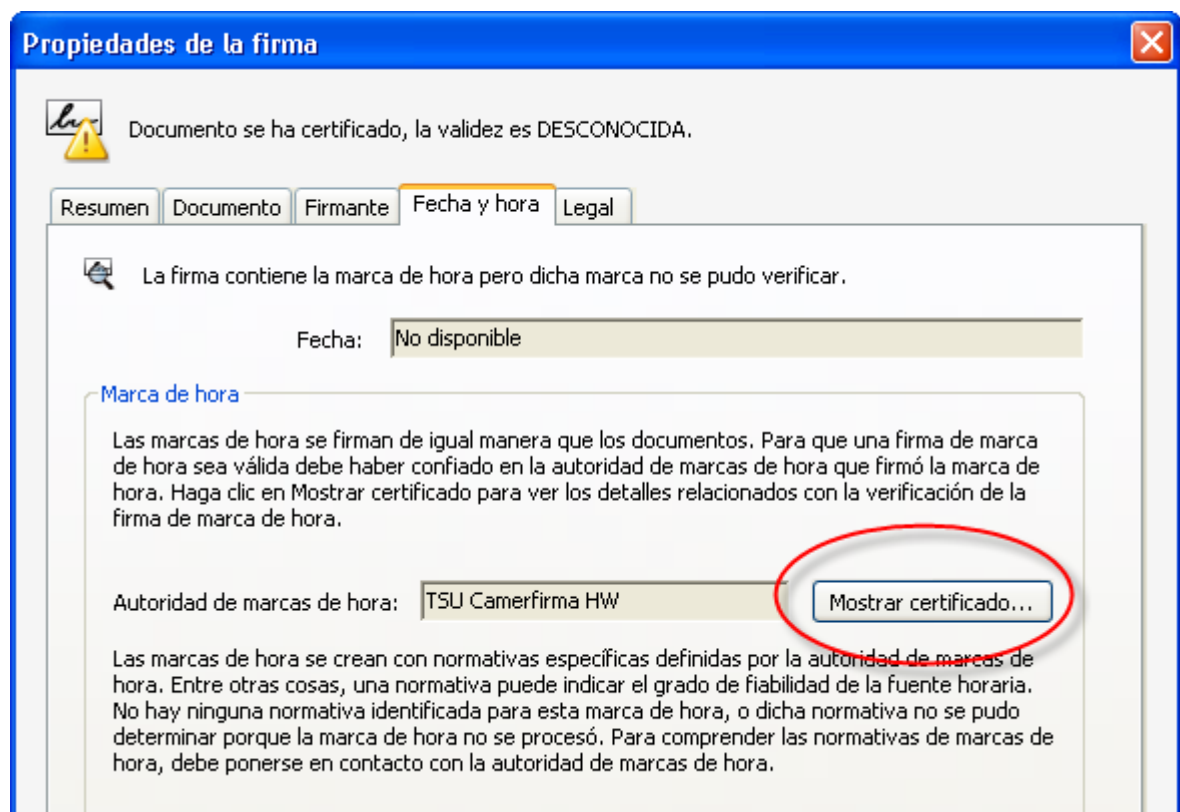 Propiedades de la firma
Documento se ha certificado, la validez es DESCONOCIDA.
Resumen Documento Firmante Fecha y hora Legal
La firma contiene la marca de hora pero dicha marca no se pudo verificar.
Fecha: No disponible
Marca de hora
Las marcas de hora se firman de igual manera que los documentos. Para que una firma de marca
de hora sea válida debe haber confiado en la autoridad de marcas de hora que firmó la marca de
hora. Haga clic en Mostrar certificado para ver los detalles relacionados con la verificación de la
firma de marca de hora.
Autoridad de marcas de hora: TSU Camerfirma HW Mostrar certificado...
Las marcas de hora se crean con normativas específicas definidas por la autoridad de marcas de
hora. Entre otras cosas, una normativa puede indicar el grado de fiabilidad de la fuente horaria.
No hay ninguna normativa identificada para esta marca de hora, o dicha normativa no se pudo
determinar porque la marca de hora no se procesó. Para comprender las normativas de marcas de
hora, debe ponerse en contacto con la autoridad de marcas de hora.